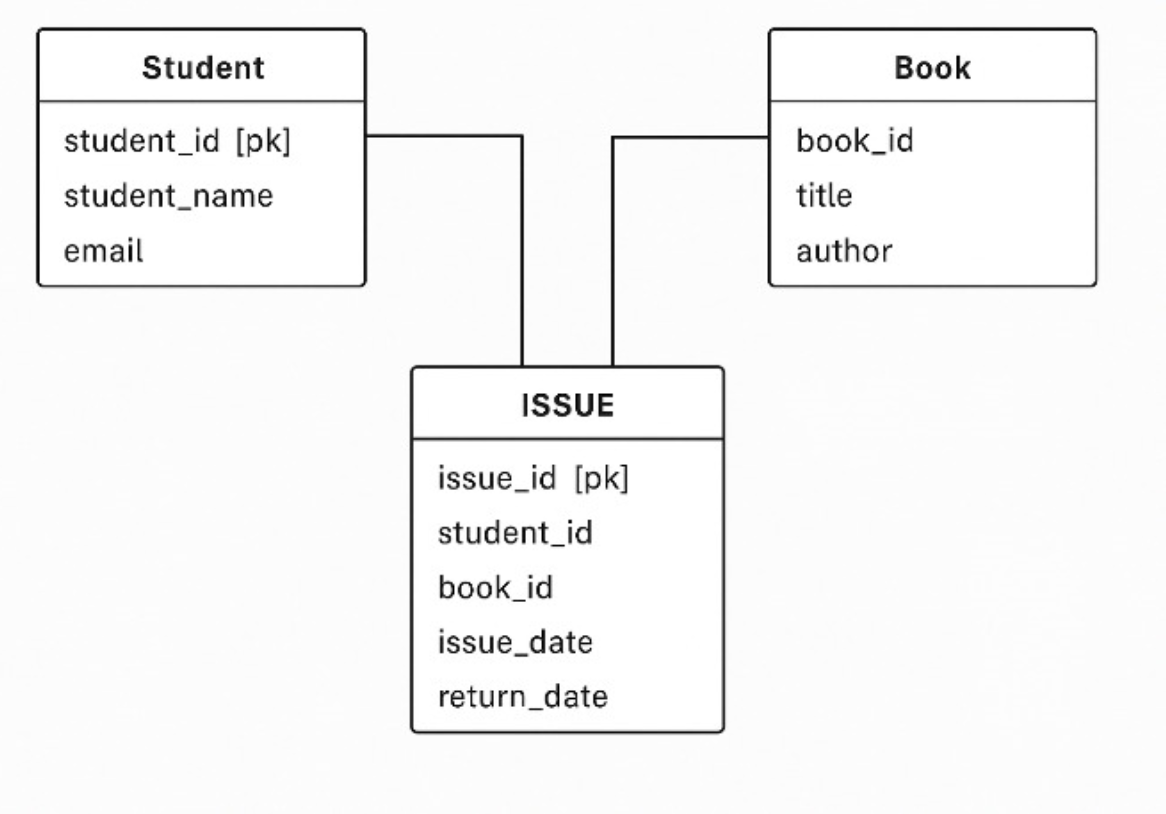 Student
student_id [pk]
student_name
email
Book
book_id
title
author
ISSUE
issue_id [pk]
student_id
book_id
issue_date
return_date